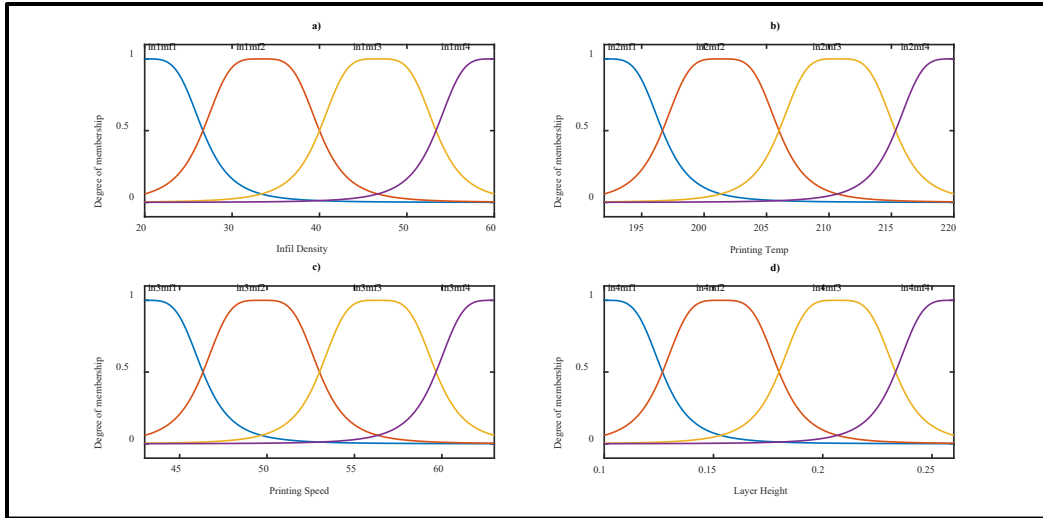 a)
in1mf1 in1mf2 in1mf3 in1mf4
1
0.5
0
Degree of membership
20 30 40 50 60
Infil Density
b)
in2mf1 in2mf2 in2mf3 in2mf4
1
0.5
0
Degree of membership
195 200 205 210 215 220
Printing Temp
c)
in3mf1 in3mf2 in3mf3 in3mf4
1
0.5
0
Degree of membership
45 50 55 60
Printing Speed
d)
in4mf1 in4mf2 in4mf3 in4mf4
1
0.5
0
Degree of membership
0.1 0.15 0.2 0.25
Layer Height